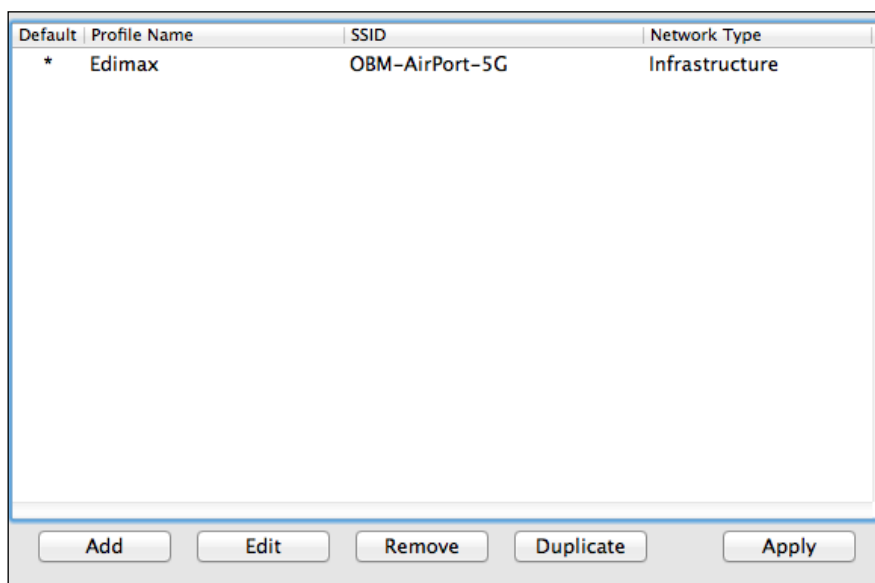 Default Profile Name SSID Network Type
* Edimax OBM-AirPort-5G Infrastructure
Add Edit Remove Duplicate Apply